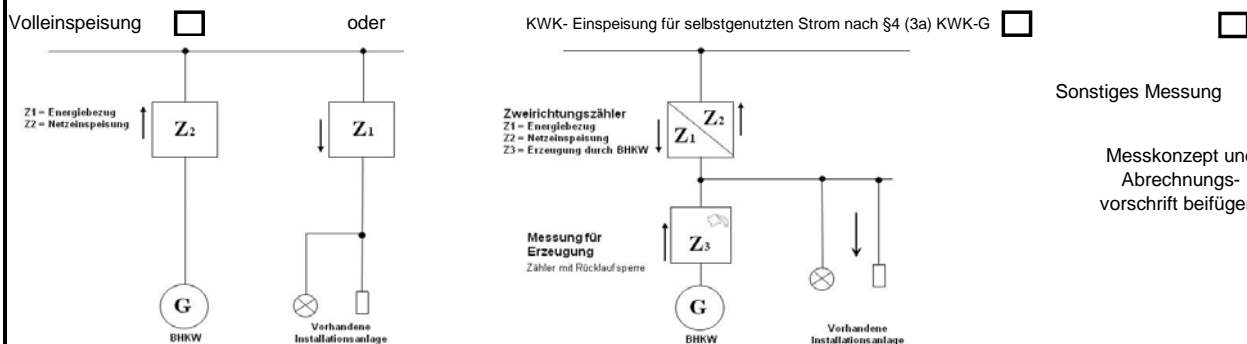 Volleinspeisung
oder
KWK- Einspeisung für selbstgenutzten Strom nach §4 (3a) KWK-G
Z1 = Energiebezug
Z2 = Netzeinspeisung
Z2
Z1
G
BHKW
Vorhandene
Installationsanlage
Zweirichtungszähler
Z1 = Energiebezug
Z2 = Netzeinspeisung
Z3 = Erzeugung durch BHKW
Z1
Z2
Messung für
Erzeugung
Zähler mit Rücklaufsperre
Z3
G
BHKW
Vorhandene
Installationsanlage
Sonstiges Messung
Messkonzept
Abrechnungs-
vorschrift